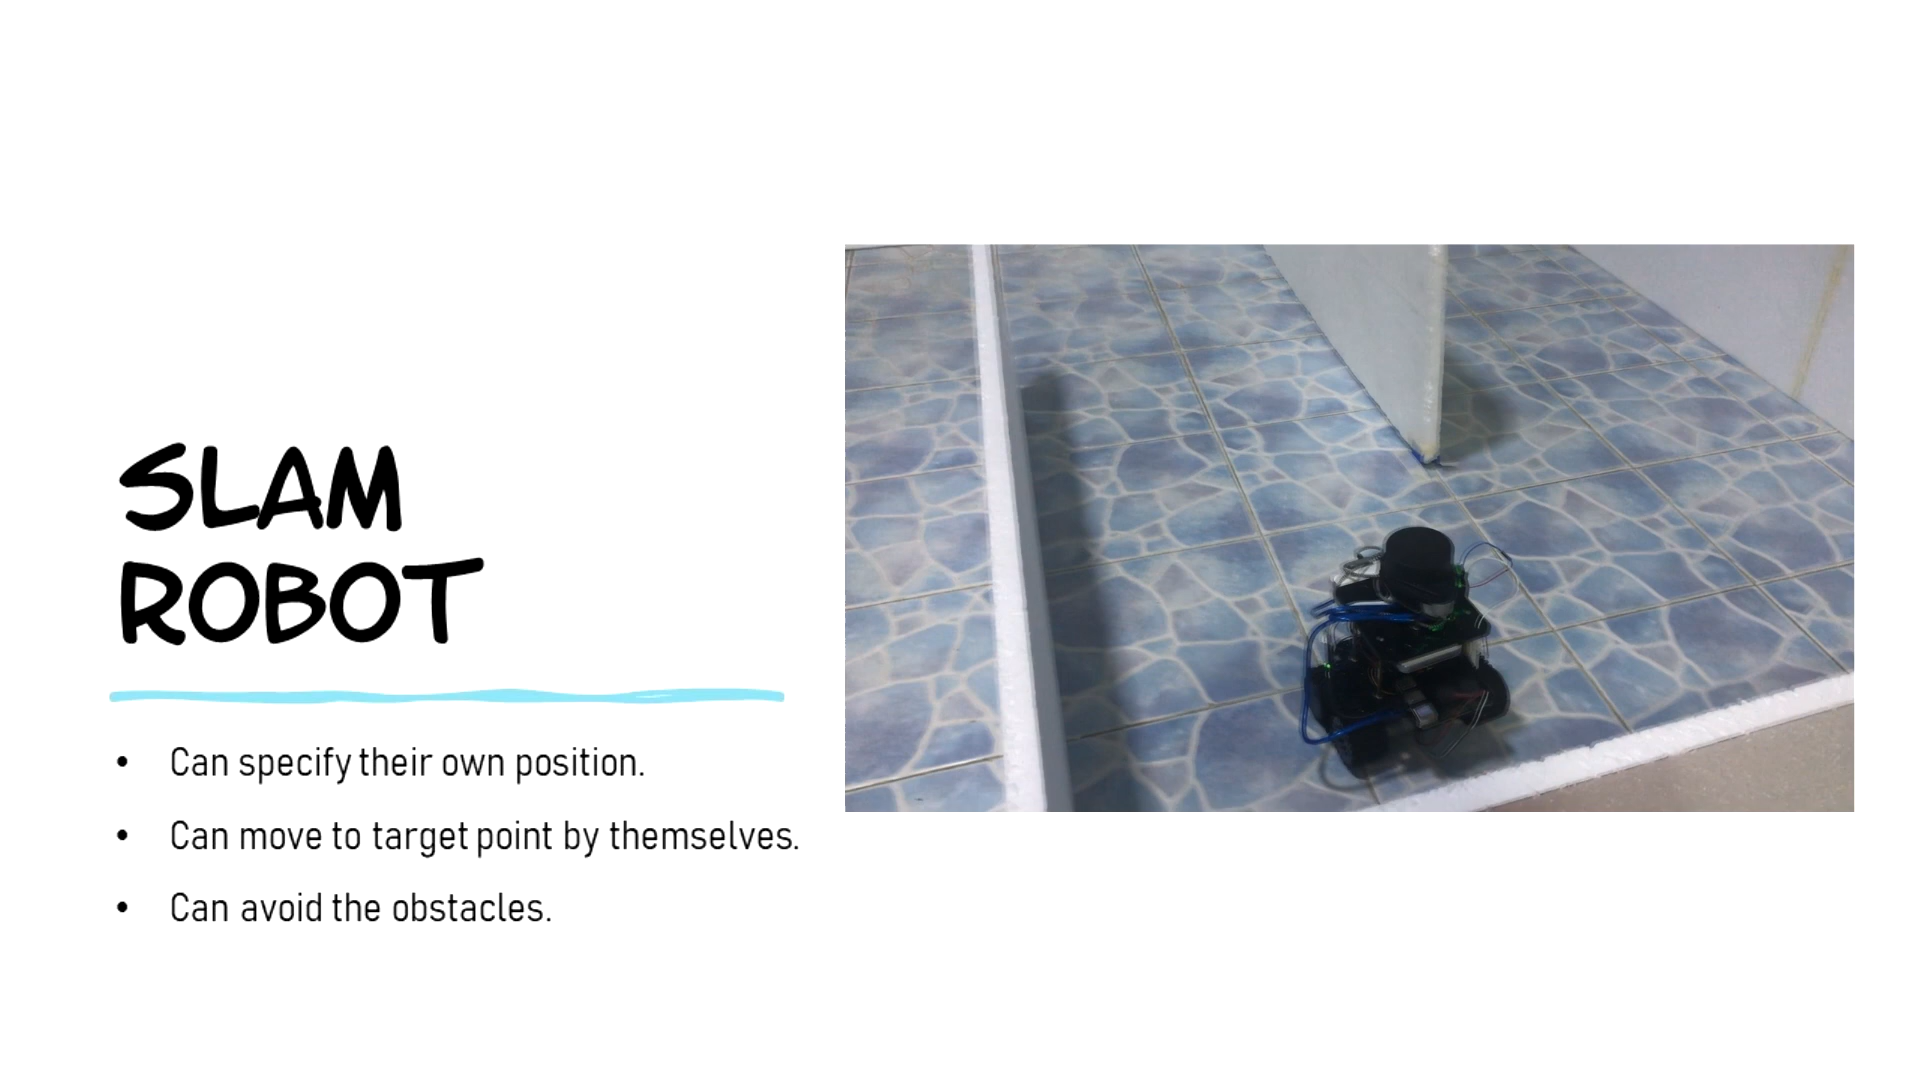 SLAM
ROBOT
• Can specify their own position.
• Can move to target point by themselves.
• Can avoid the obstacles.